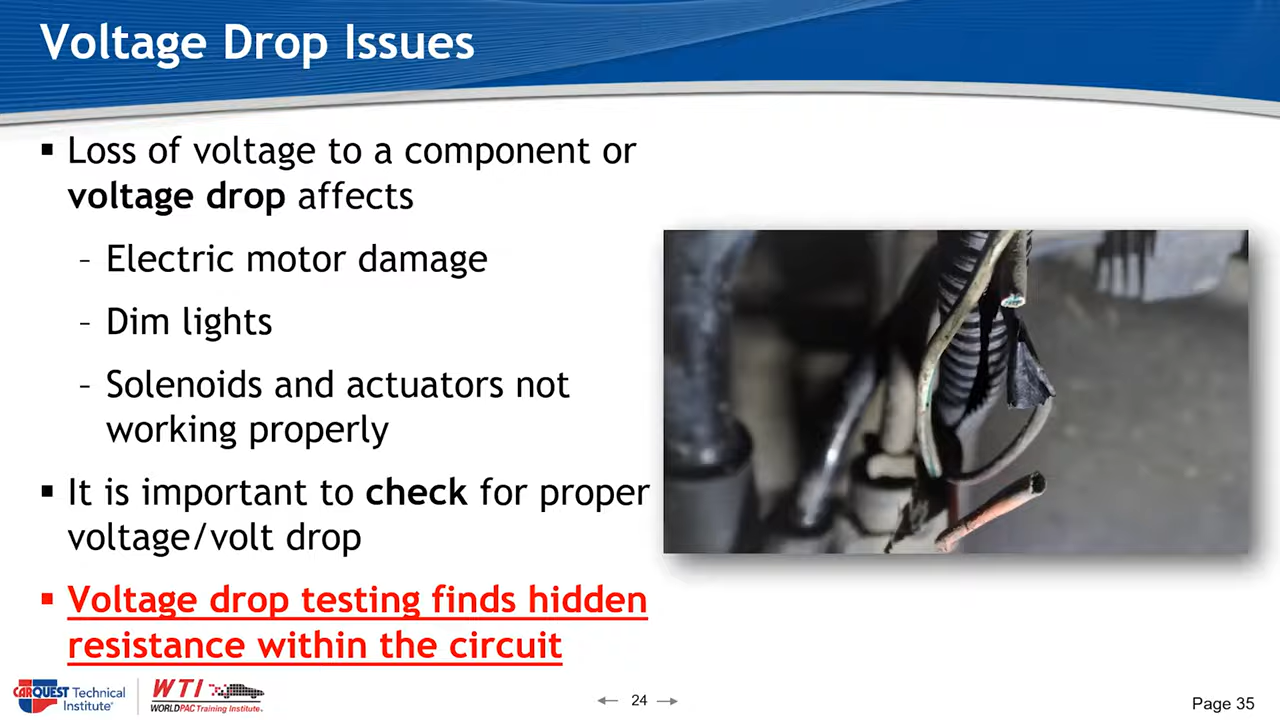 Voltage Drop Issues
▪ Loss of voltage to a component or
voltage drop affects
– Electric motor damage
– Dim lights
– Solenoids and actuators not
working properly
▪ It is important to check for proper
voltage/volt drop
▪ Voltage drop testing finds hidden
resistance within the circuit
CARQUEST Technical
Institute
WTI
WORLDPAC Training Institute
← 24 →
Page 35